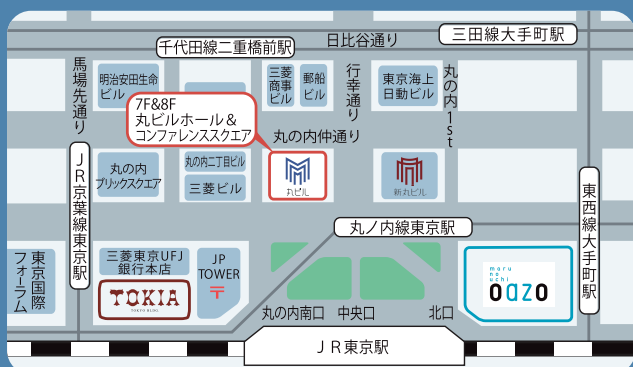 千代田線二重橋前駅
日比谷通り
三田線大手町駅
馬場先通り
明治安田生命
ビル
三菱
商事
ビル
郵船
ビル
行幸通り
東京海上
日動ビル
丸の内1st
7F&8F
丸ビルホール&
コンファレンススクエア
丸の内仲通り
丸の内
ブリックスクエア
丸の内二丁目ビル
三菱ビル
丸ビル
新丸ビル
JR京葉線東京駅
東西線大手町駅
丸ノ内線東京駅
東京国際
フォーラム
三菱東京UFJ
銀行本店
TOKIA
TOKYO BLDG
JP
TOWER
〒
maru
no
uchi
oazo
丸の内南口
中央口
北口
JR東京駅